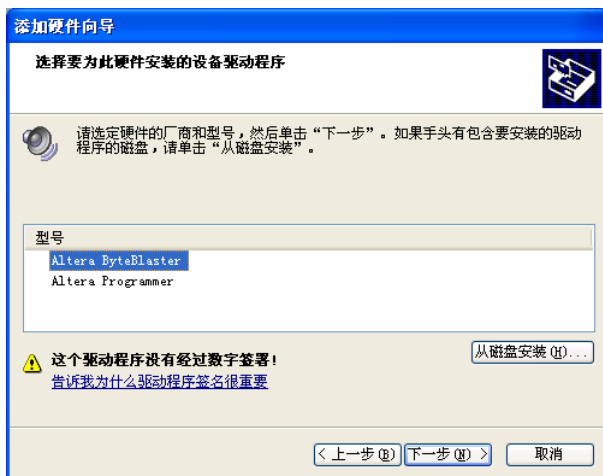 添加硬件向导
选择要为此硬件安装的设备驱动程序
请选定硬件的厂商和型号，然后单击“下一步”。如果手头有包含要安装的驱动
程序的磁盘，请单击“从磁盘安装”。
型号
Altera ByteBlaster
Altera Programmer
这个驱动程序没有经过数字签署！
从磁盘安装(H)...
告诉我为什么驱动程序签名很重要
< 上一步(B)
下一步(N) >
取消